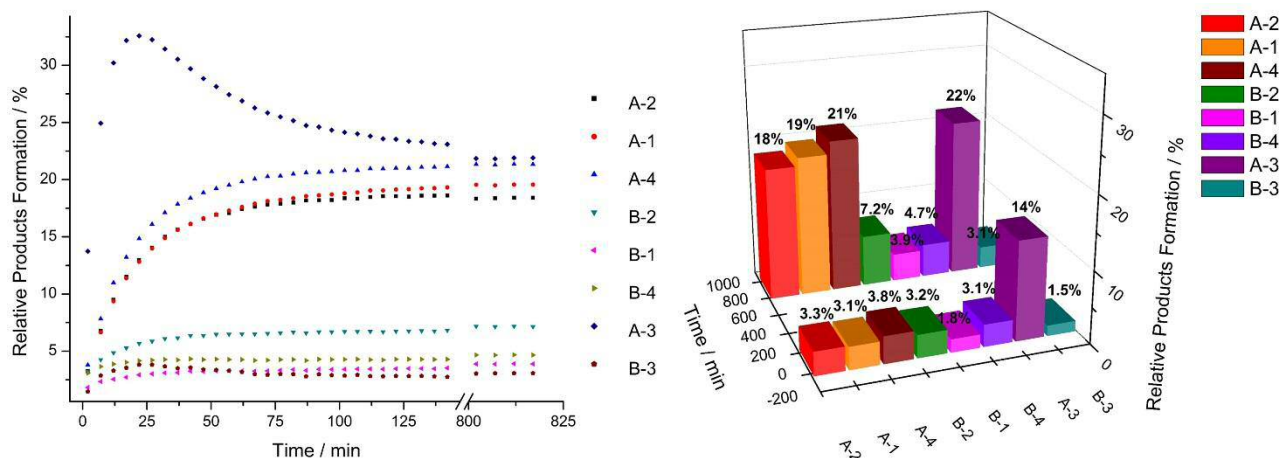 Relative Products Formation / %
30
25
20
15
10
5
0
25
50
75
100
125
800
825
Time / min
A-2
A-1
A-4
B-2
B-1
B-4
A-3
B-3
18%
19%
21%
7.2%
3.9%
4.7%
22%
3.1%
3.3%
3.1%
3.8%
3.2%
1.8%
3.1%
14%
1.5%
1000
800
600
400
200
0
-200
Time / min
A-2
A-1
A-4
B-2
B-1
B-4
A-3
B-3
0
10
20
30
Relative Products Formation / %
A-2
A-1
A-4
B-2
B-1
B-4
A-3
B-3